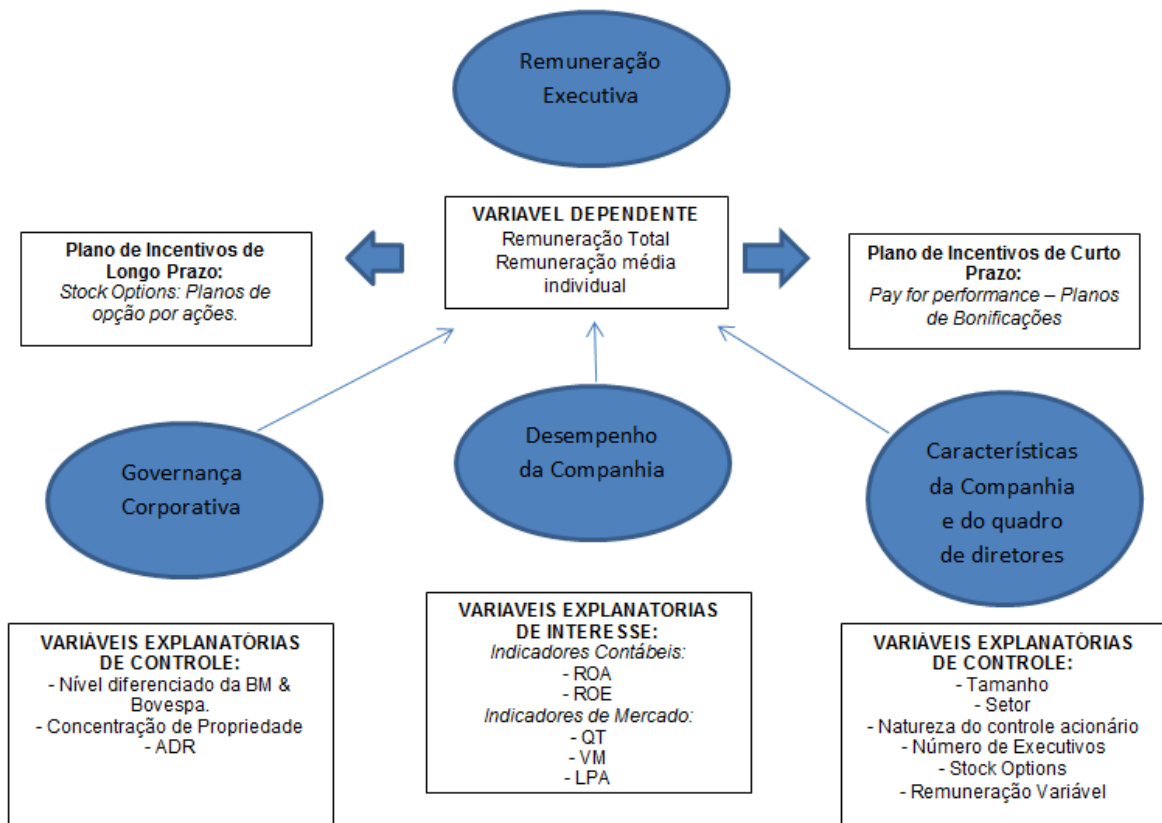 Remuneração
Executiva
VARIAVEL DEPENDENTE
Remuneração Total
Remuneração média
individual
Plano de Incentivos de
Longo Prazo:
Stock Options: Planos de
opção por ações.
Plano de Incentivos de Curto
Prazo:
Pay for performance – Planos
de Bonificações
Governança
Corporativa
Desempenho
da Companhia
Característícas
da Companhia
e do quadro
de diretores
VARIÁVEIS EXPLANATÓRIAS
DE CONTROLE:
- Nível diferenciado da BM &
Bovespa.
- Concentração de Propriedade
- ADR
VARIAVEIS EXPLANATORIAS
DE INTERESSE:
Indicadores Contábeis:
- ROA
- ROE
Indicadores de Mercado:
- QT
- VM
- LPA
VARIÁVEIS EXPLANATÓRIAS
DE CONTROLE:
- Tamanho
- Setor
- Natureza do controle acionário
- Número de Executivos
- Stock Options
- Remuneração Variável